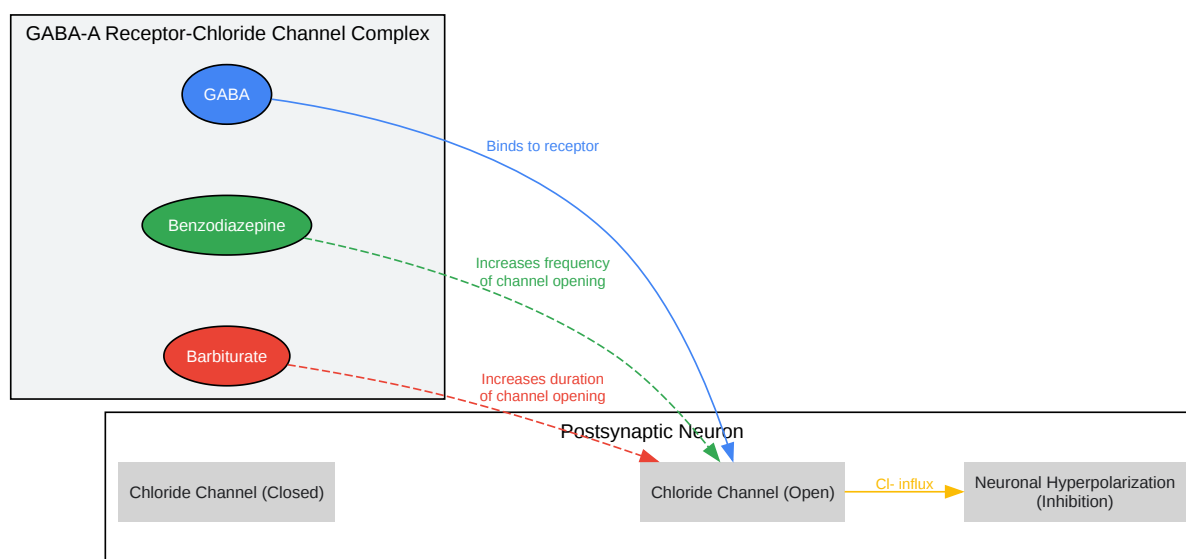 GABA-A Receptor-Chloride Channel Complex
GABA
Binds to receptor
Benzodiazepine
Increases frequency
of channel opening
Barbiturate
Increases duration
of channel opening
Postsynaptic Neuron
Chloride Channel (Closed)
Chloride Channel (Open)
Cl- influx
Neuronal Hyperpolarization
(Inhibition)